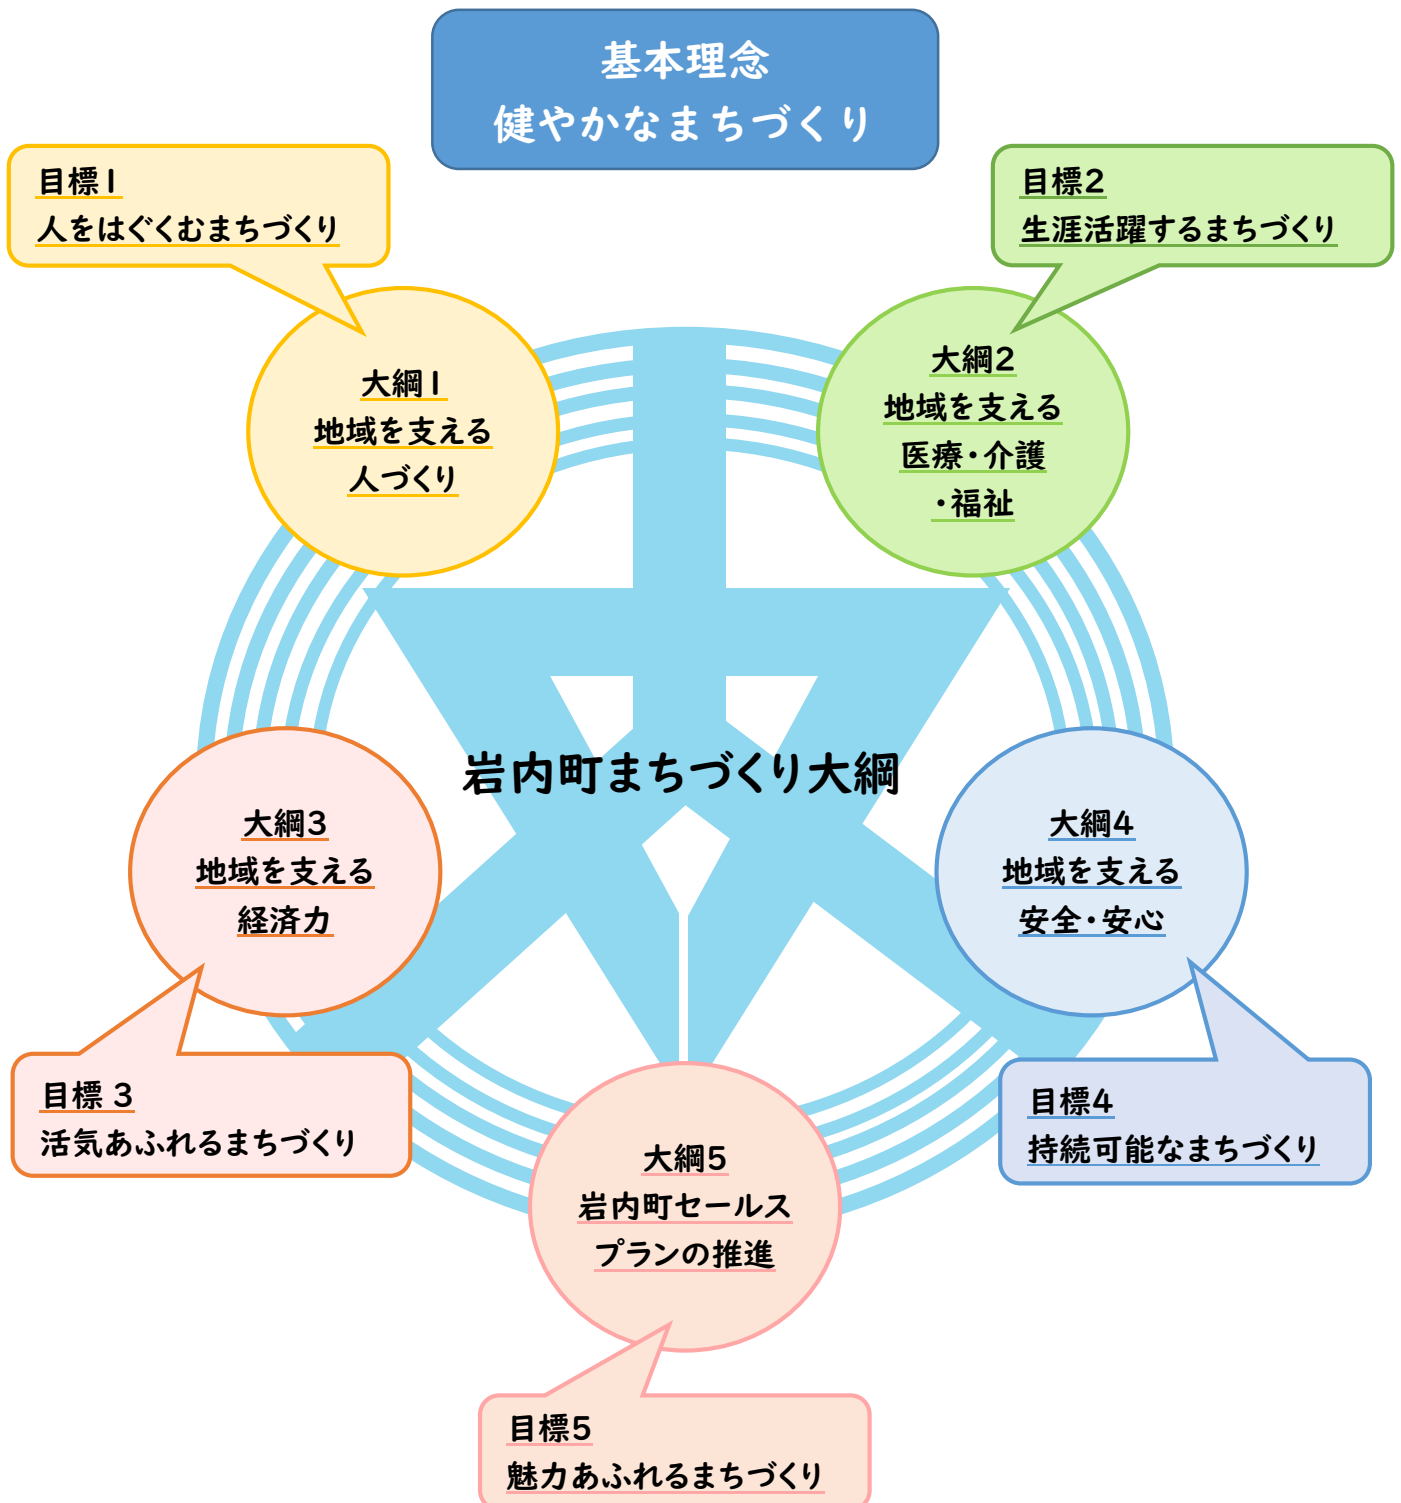 基本理念
健やかなまちづくり
目標1
人をはぐくむまちづくり
目標2
生涯活躍するまちづくり
大綱1
地域を支える
人づくり
大綱2
地域を支える
医療・介護
・福祉
岩内町まちづくり大綱
大綱3
地域を支える
経済力
大綱4
地域を支える
安全・安心
目標 3
活気あふれるまちづくり
目標4
持続可能なまちづくり
大綱5
岩内町セールス
プランの推進
目標5
魅力あふれるまちづくり